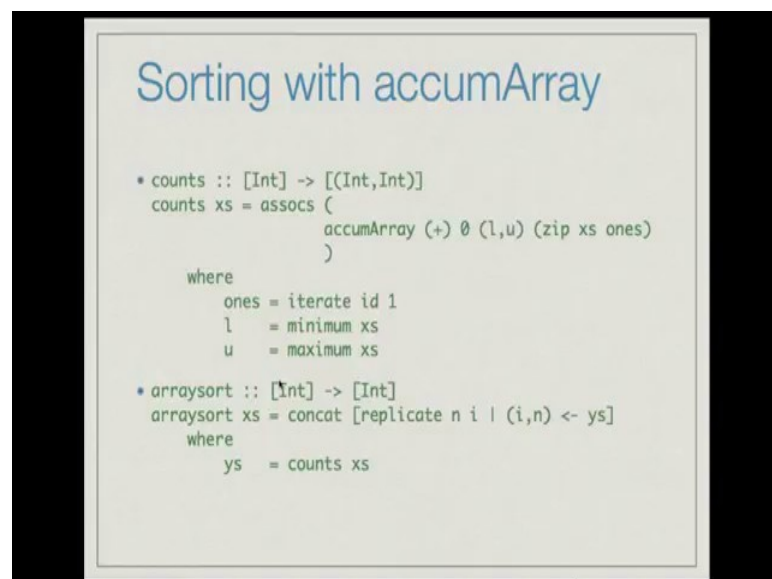 Sorting with accumArray
• counts :: [Int] -> [(Int,Int)]
counts xs = assocs (
accumArray (+) 0 (l,u) (zip xs ones)
)
where
ones = iterate id 1
l = minimum xs
u = maximum xs
• arraysort :: [Int] -> [Int]
arraysort xs = concat [replicate n i | (i,n) <- ys]
where
ys = counts xs